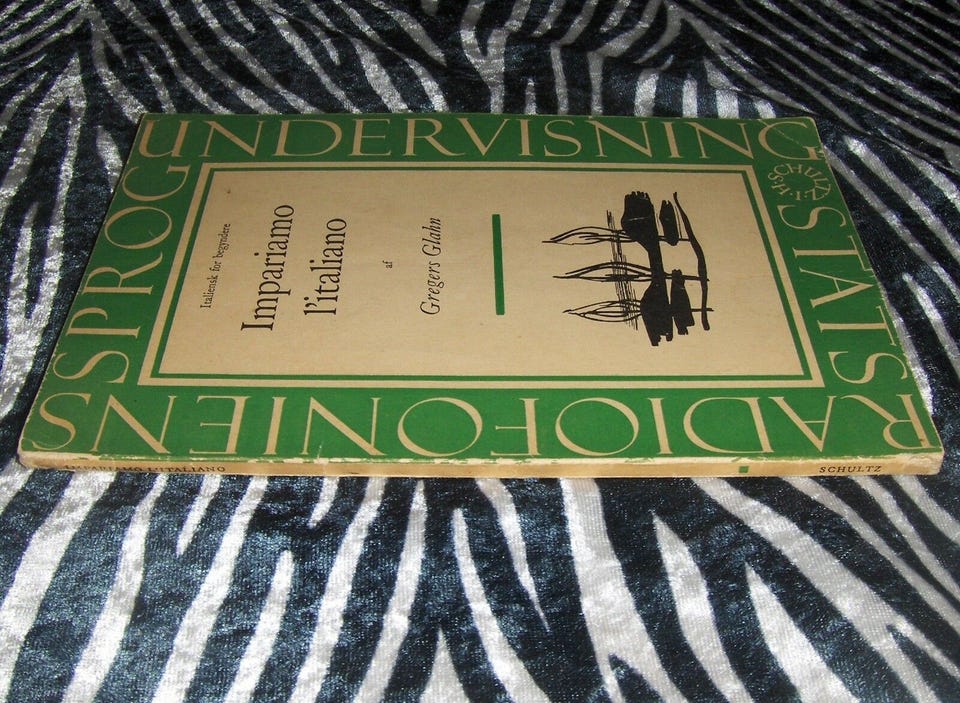 STATSRADIOFONIENS
SPROGUNDERVISNING
Italiensk for begyndere
Impariamo
l'italiano
af
Gregers Glahn
J.H.SCHULTZ
IMPARIAMO L'ITALIANO
SCHULTZ